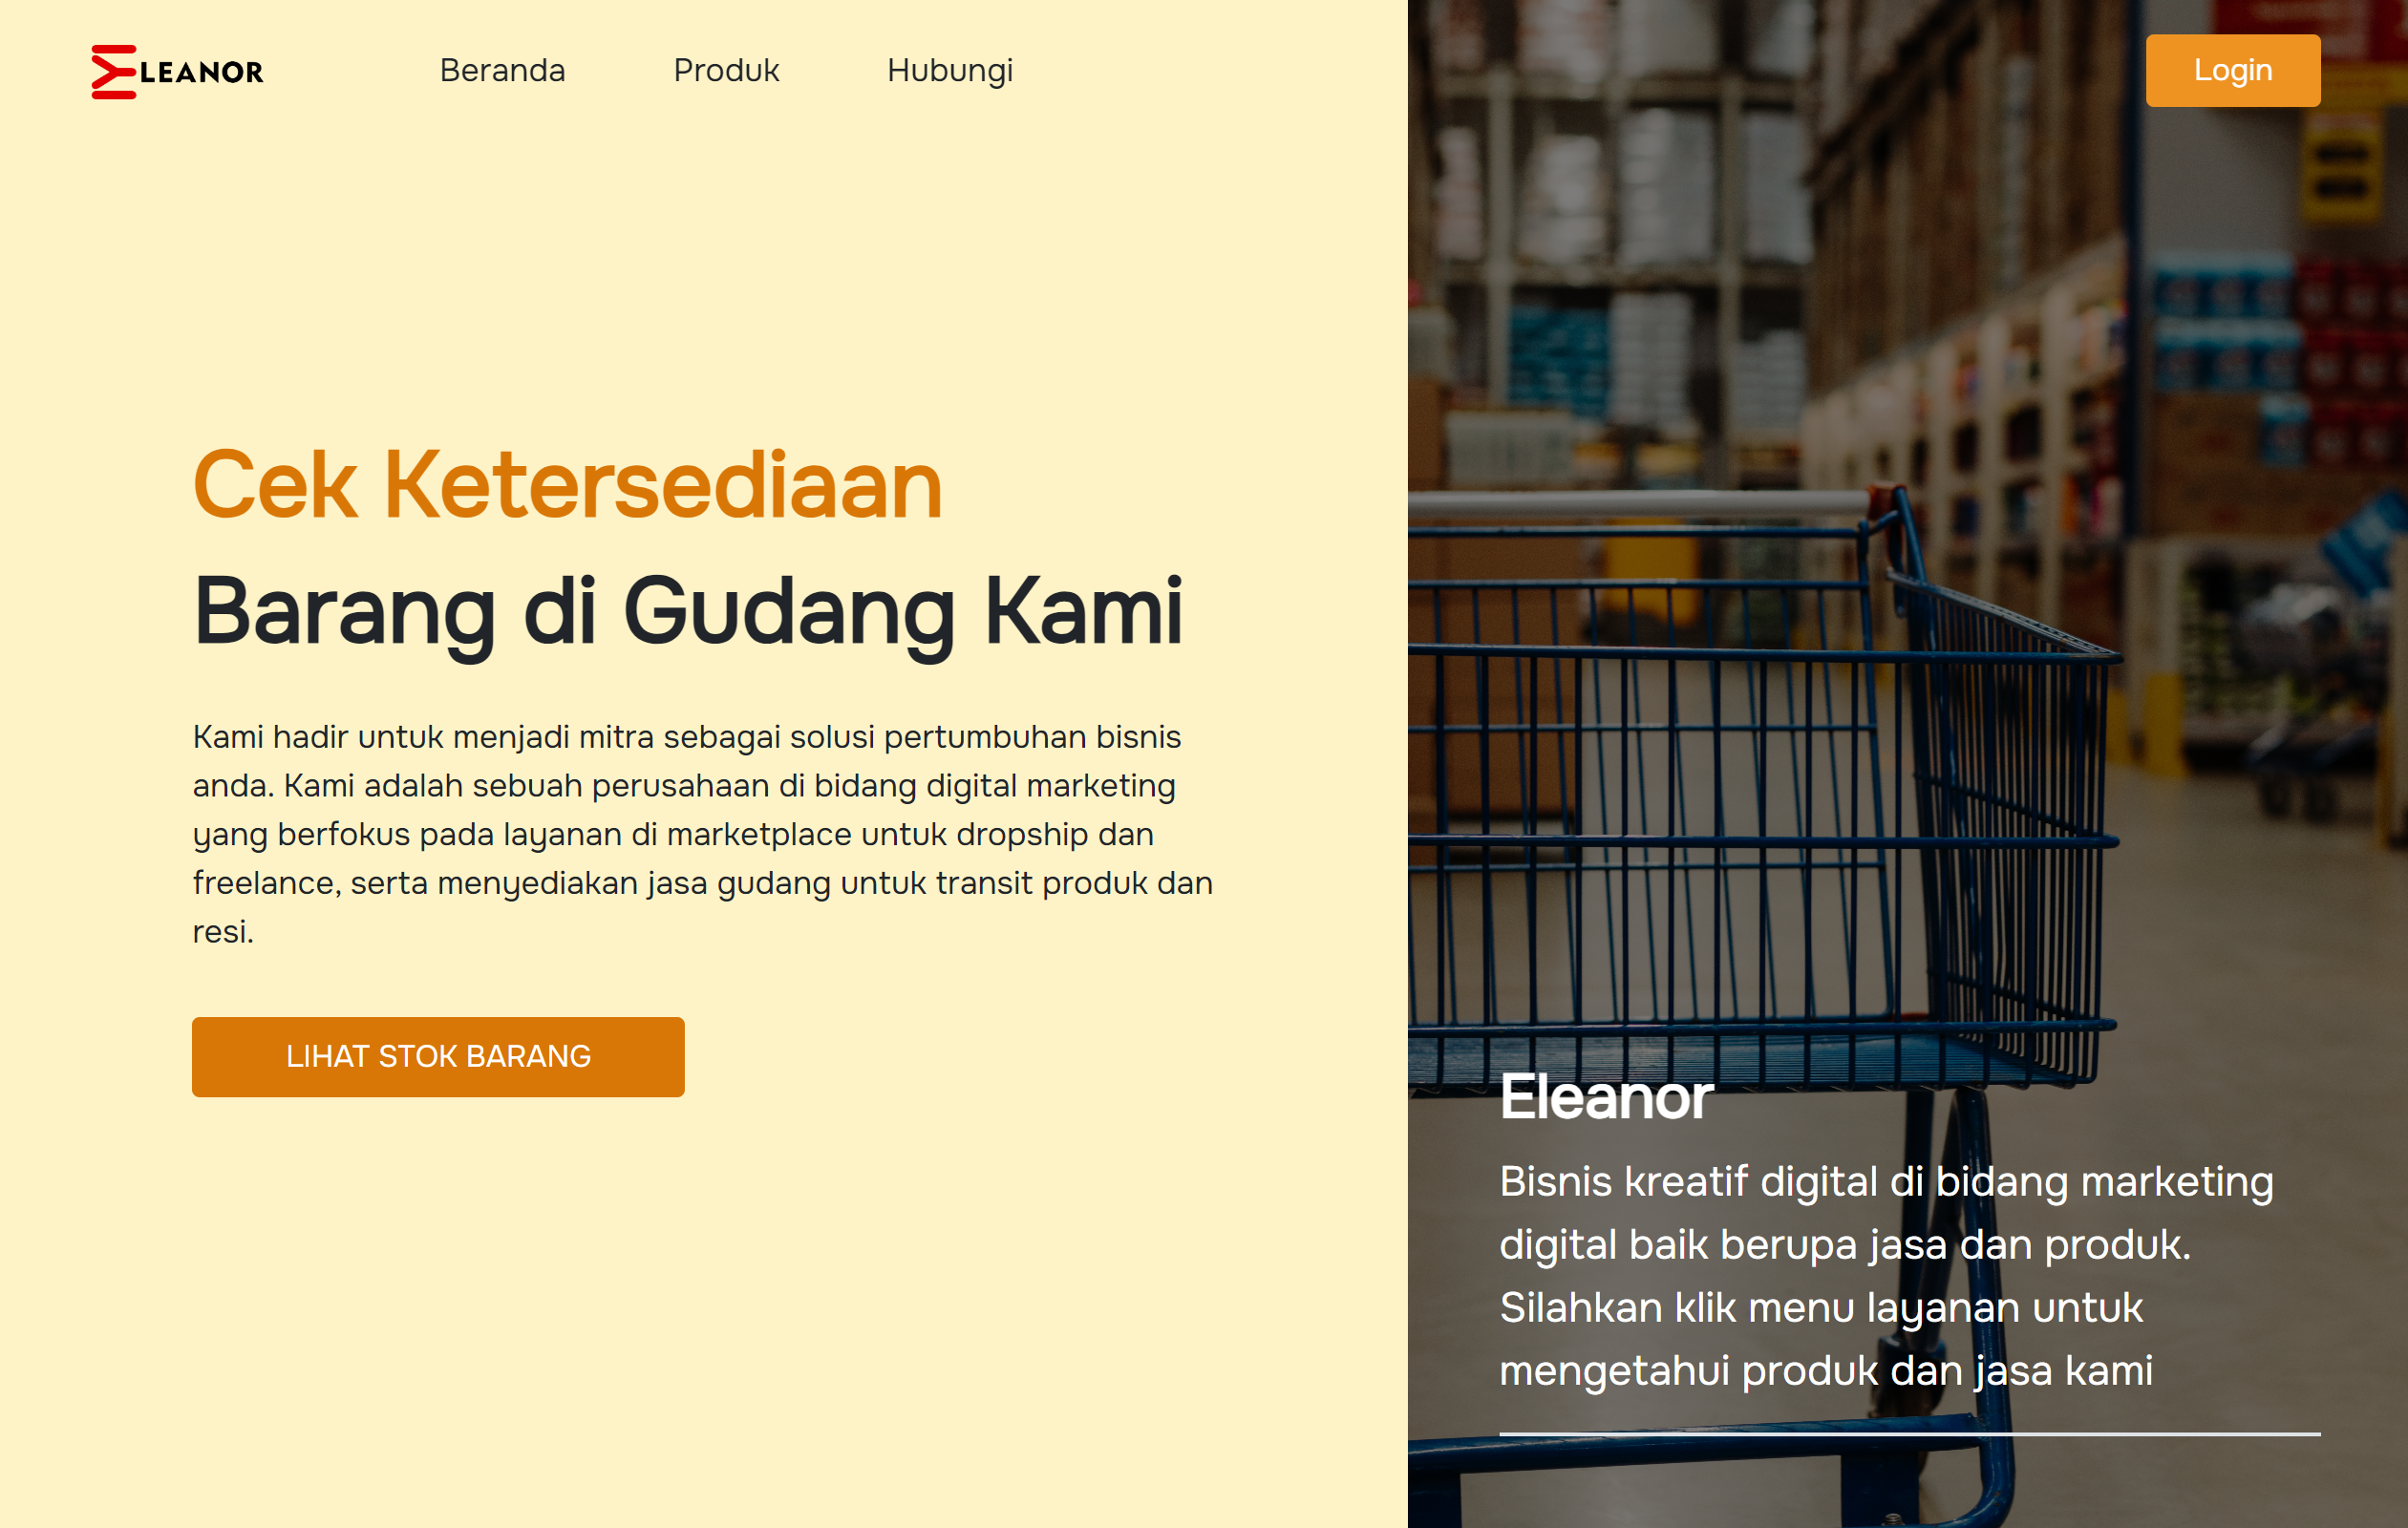 ELEANOR
Beranda
Produk
Hubungi
Login
Cek Ketersediaan
Barang di Gudang Kami
Kami hadir untuk menjadi mitra sebagai solusi pertumbuhan bisnis
anda. Kami adalah sebuah perusahaan di bidang digital marketing
yang berfokus pada layanan di marketplace untuk dropship dan
freelance, serta menyediakan jasa gudang untuk transit produk dan
resi.
LIHAT STOK BARANG
Eleanor
Bisnis kreatif digital di bidang marketing
digital baik berupa jasa dan produk.
Silahkan klik menu layanan untuk
mengetahui produk dan jasa kami